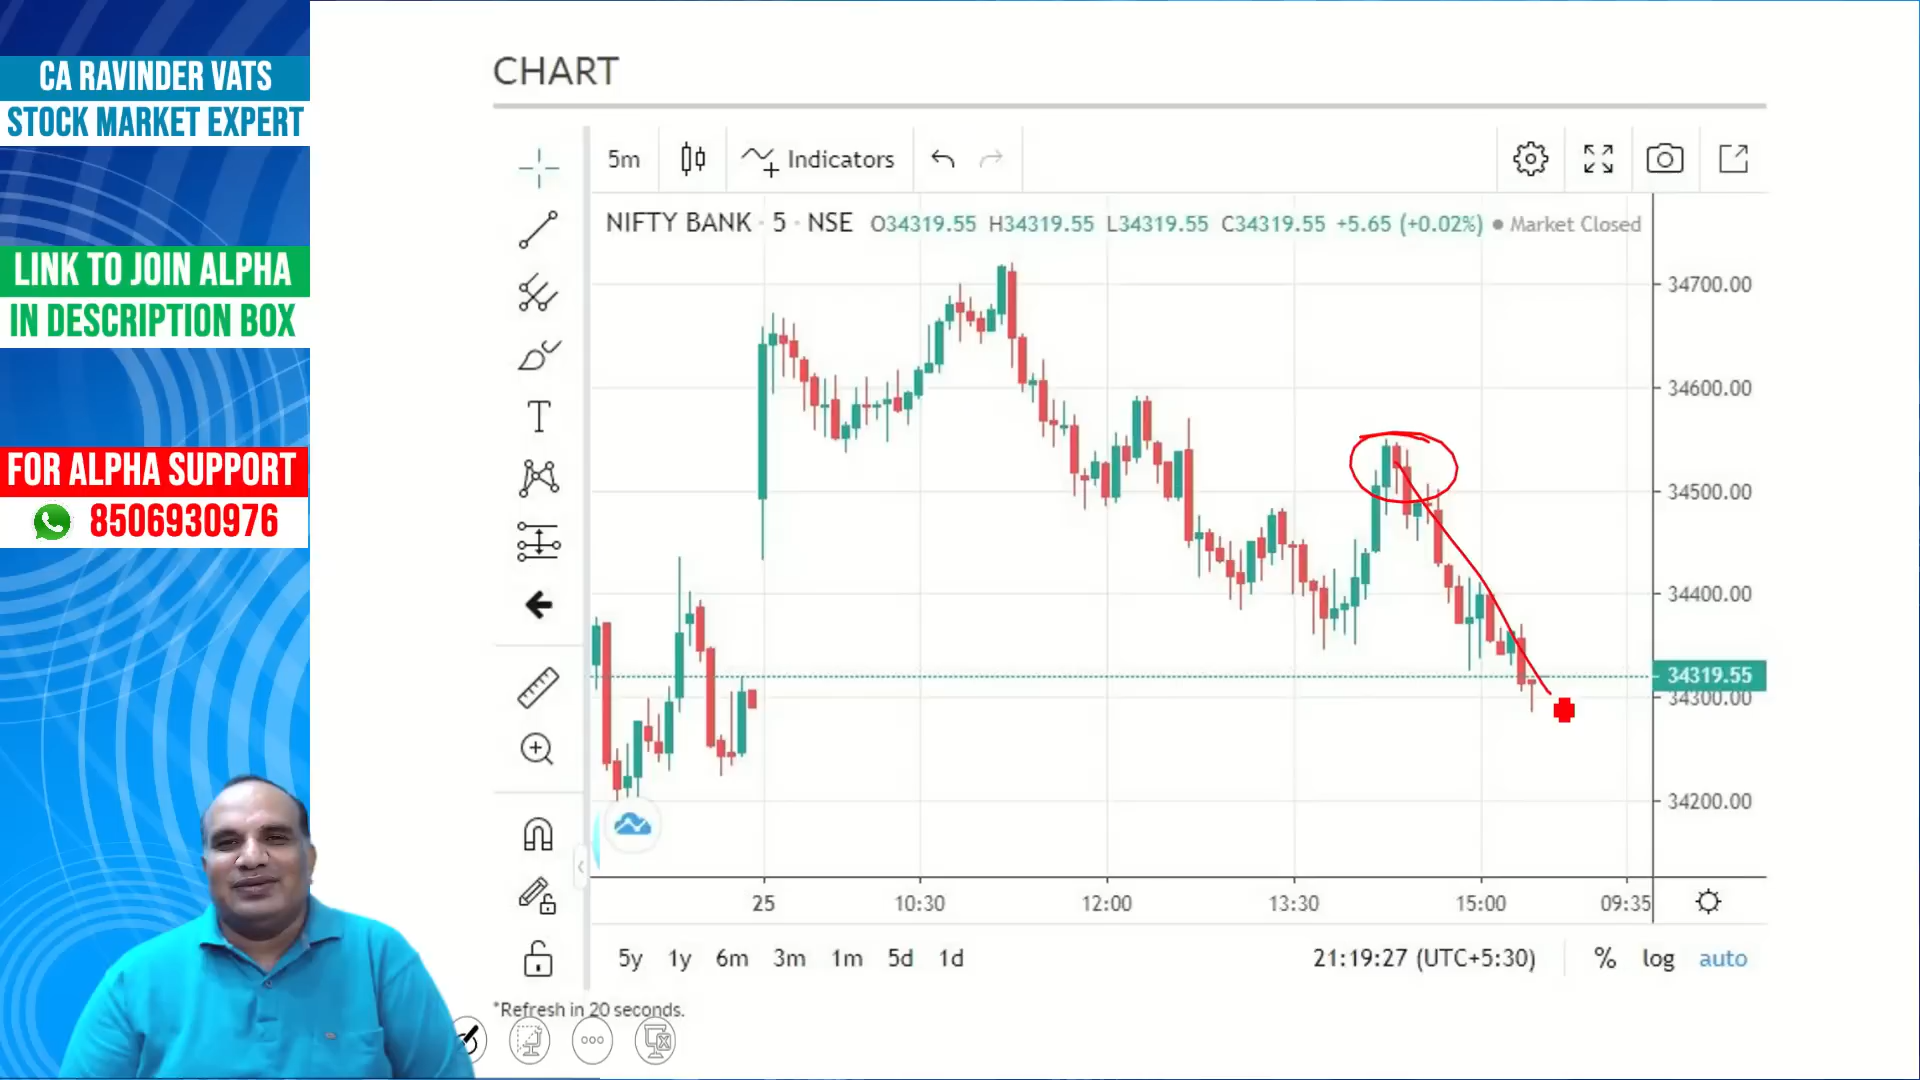 CA RAVINDER VATS
STOCK MARKET EXPERT
LINK TO JOIN ALPHA
IN DESCRIPTION BOX
FOR ALPHA SUPPORT
8506930976
CHART
5m Indicators
NIFTY BANK · 5 · NSE O34319.55 H34319.55 L34319.55 C34319.55 +5.65 (+0.02%) Market Closed
34700.00
34600.00
34500.00
34400.00
34319.55
34300.00
34200.00
25 10:30 12:00 13:30 15:00 09:35
5y 1y 6m 3m 1m 5d 1d 21:19:27 (UTC+5:30) % log auto
*Refresh in 20 seconds.